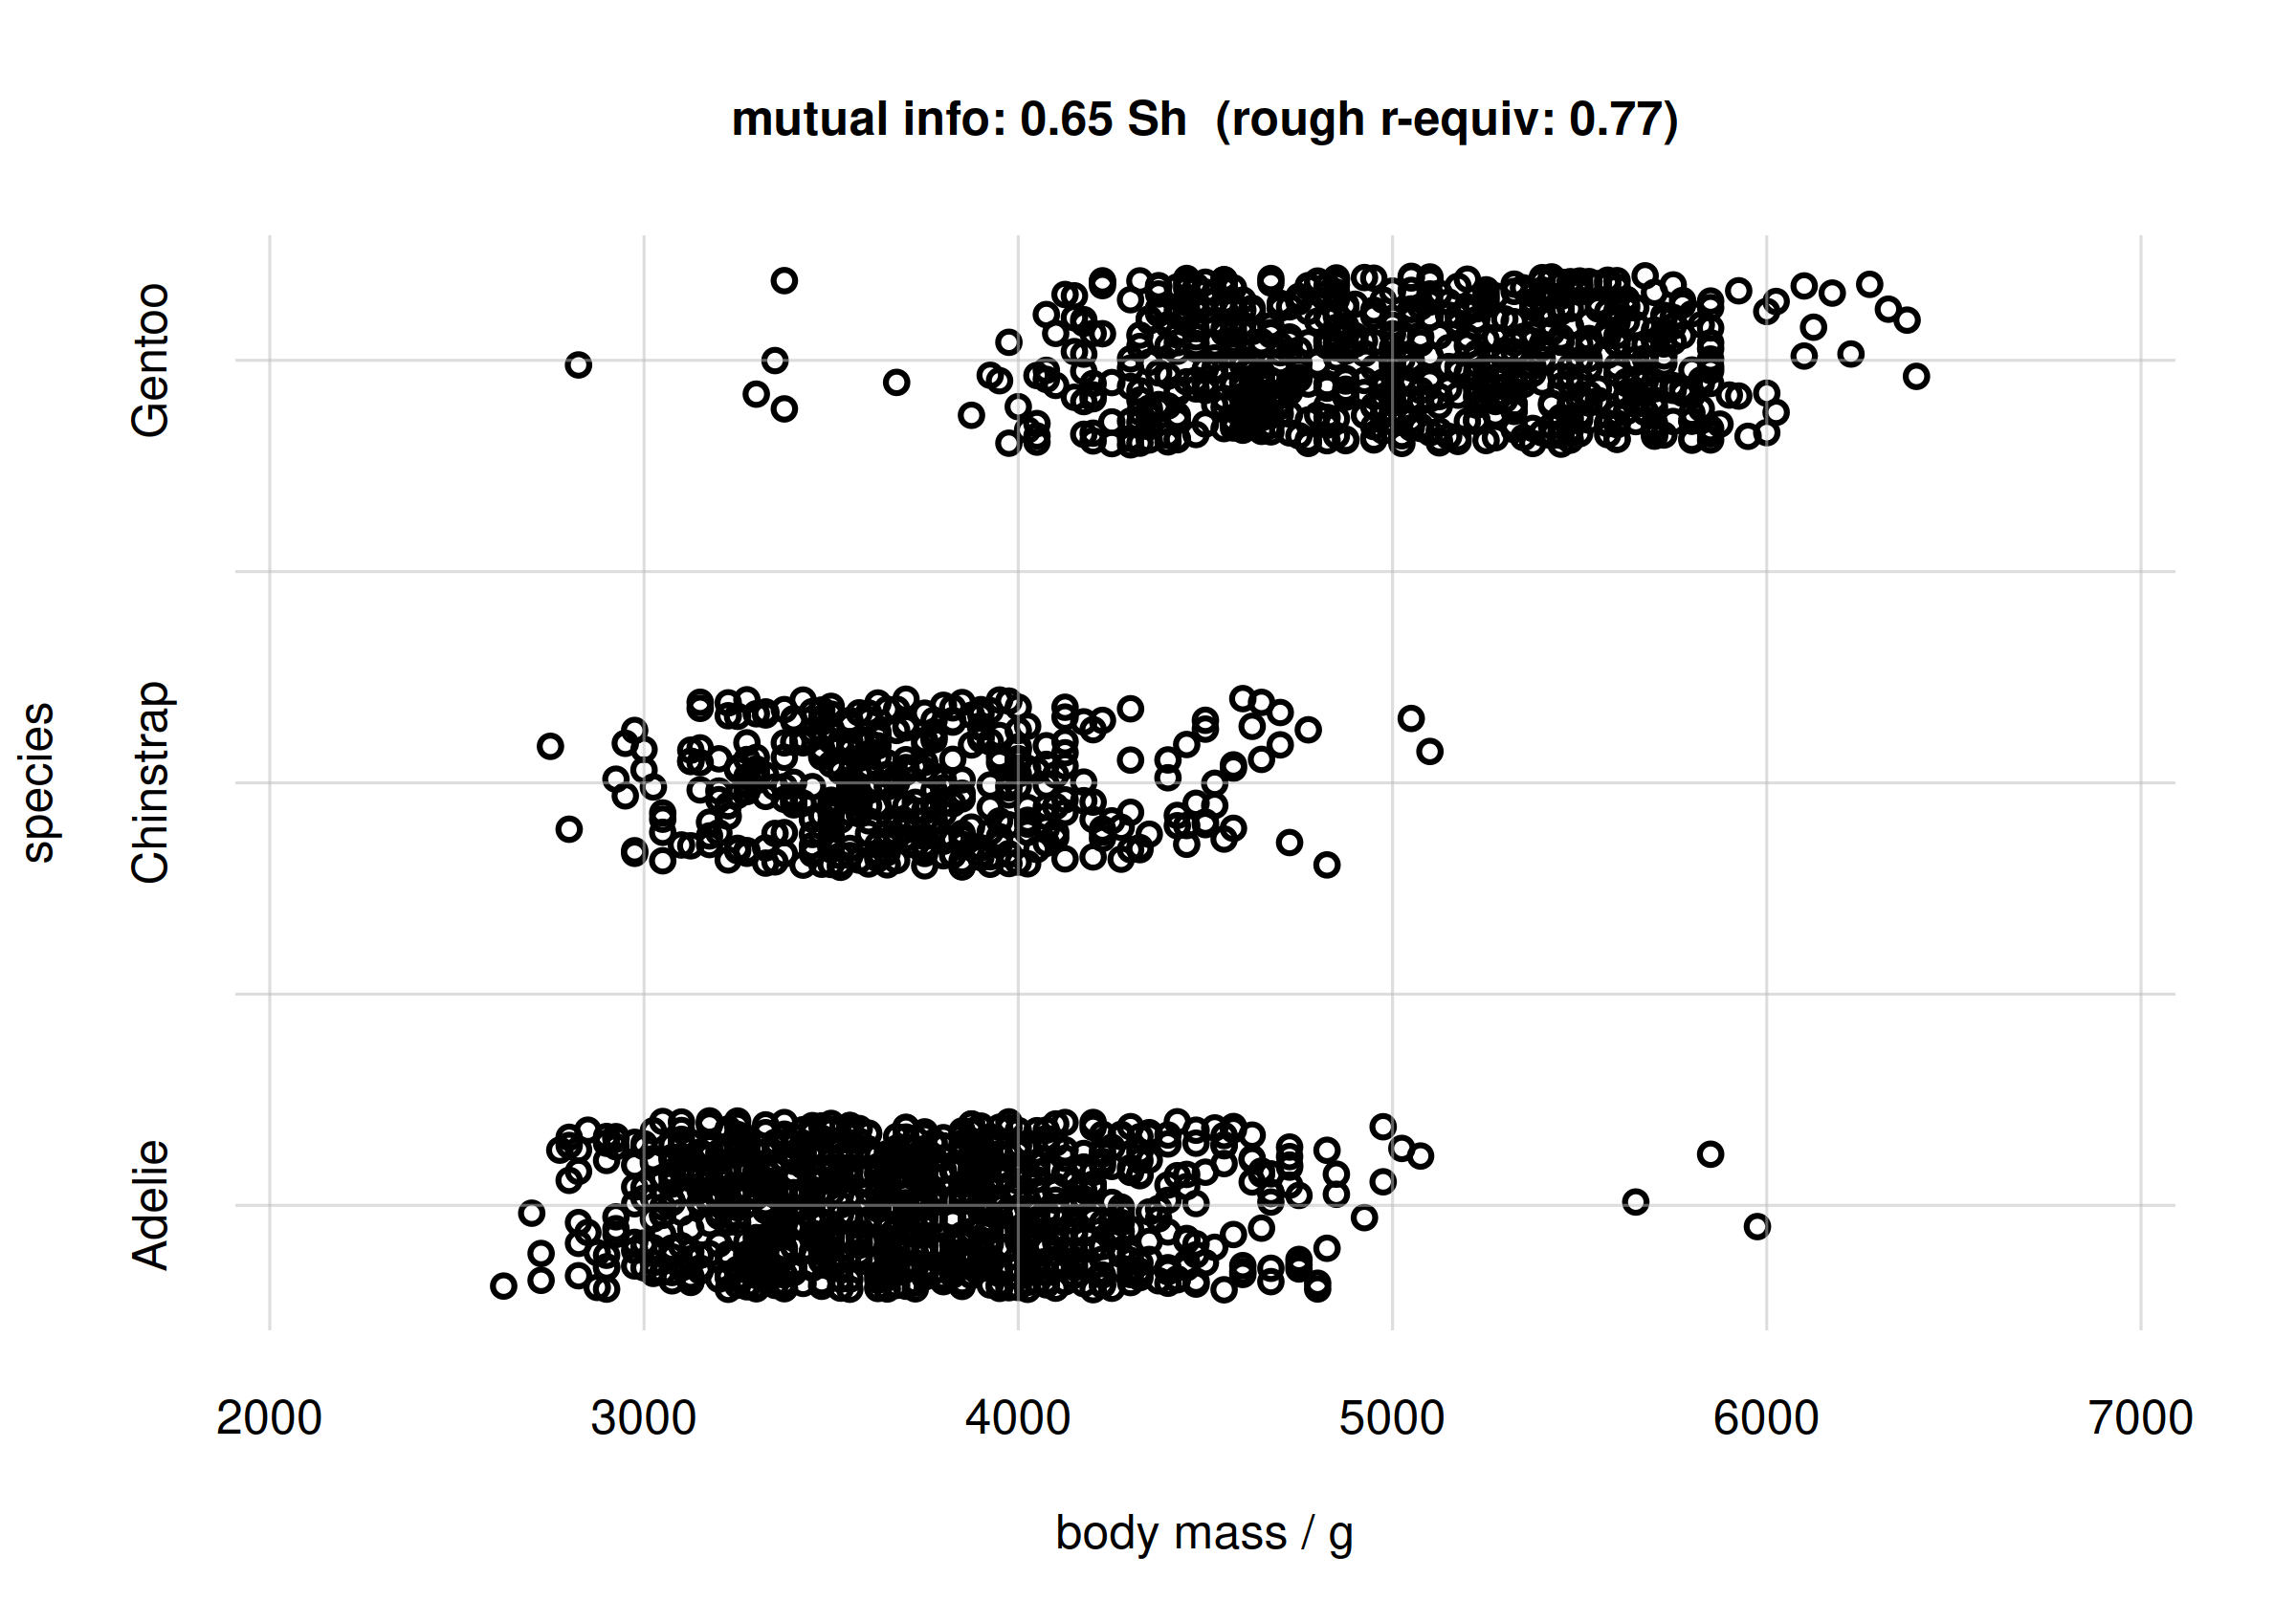 mutual info: 0.65 Sh  (rough r-equiv: 0.77)
species
Gentoo
Chinstrap
Adelie
2000 3000 4000 5000 6000 7000
body mass / g